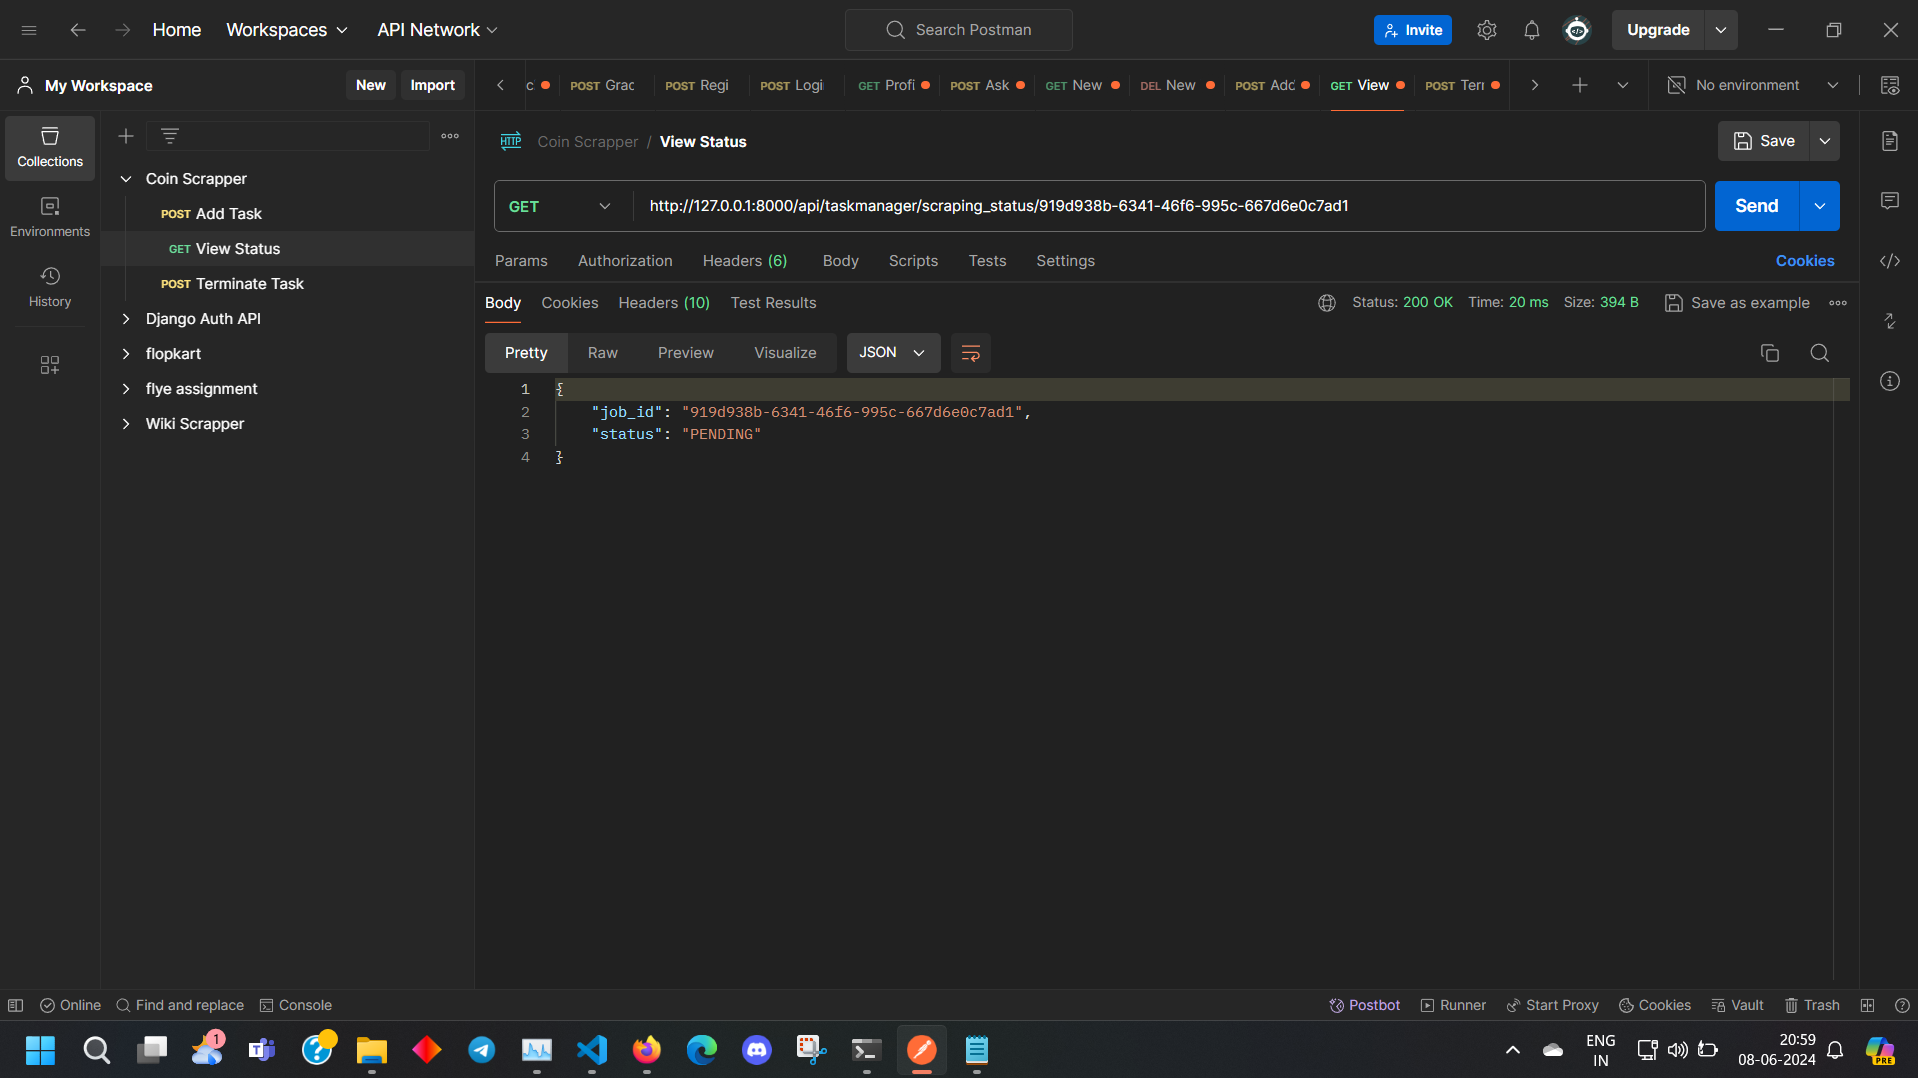 Home Workspaces API Network Search Postman Invite Upgrade
My Workspace New Import
c POST Grac POST Regi POST Logi GET Profi POST Ask GET New DEL New POST Add GET View POST Terr No environment
Collections
Environments
History
Coin Scrapper
POST Add Task
GET View Status
POST Terminate Task
Django Auth API
flopkart
flye assignment
Wiki Scrapper
HTTP Coin Scrapper / View Status Save
GET http://127.0.0.1:8000/api/taskmanager/scraping_status/919d938b-6341-46f6-995c-667d6e0c7ad1 Send
Params Authorization Headers (6) Body Scripts Tests Settings Cookies
Body Cookies Headers (10) Test Results Status: 200 OK Time: 20 ms Size: 394 B Save as example
Pretty Raw Preview Visualize JSON
1 {
2 "job_id": "919d938b-6341-46f6-995c-667d6e0c7ad1",
3 "status": "PENDING"
4 }
Online Find and replace Console Postbot Runner Start Proxy Cookies Vault Trash
1 ENG 20:59
IN 08-06-2024 PRE